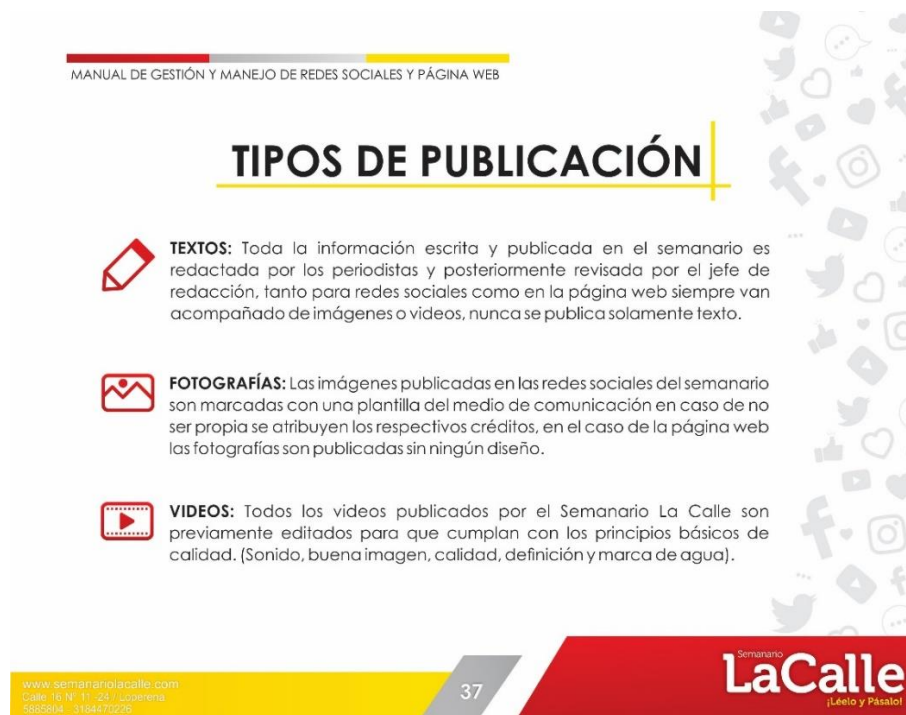 MANUAL DE GESTIÓN Y MANEJO DE REDES SOCIALES Y PÁGINA WEB
TIPOS DE PUBLICACIÓN
TEXTOS: Toda la información escrita y publicada en el semanario es
redactada por los periodistas y posteriormente revisada por el jefe de
redacción, tanto para redes sociales como en la página web siempre van
acompañado de imágenes o videos, nunca se publica solamente texto.
FOTOGRAFÍAS: Las imágenes publicadas en las redes sociales del semanario
son marcadas con una plantilla del medio de comunicación en caso de no
ser propia se atribuyen los respectivos créditos, en el caso de la página web
las fotografías son publicadas sin ningún diseño.
VIDEOS: Todos los videos publicados por el Semanario La Calle son
previamente editados para que cumplan con los principios básicos de
calidad. (Sonido, buena imagen, calidad, definición y marca de agua).
www.semanariolacalle.com
Calle 16 N° 11 -24 / Loperena
5885804 - 3184470226
37
Semanario
LaCalle
¡Léelo y Pásalo!